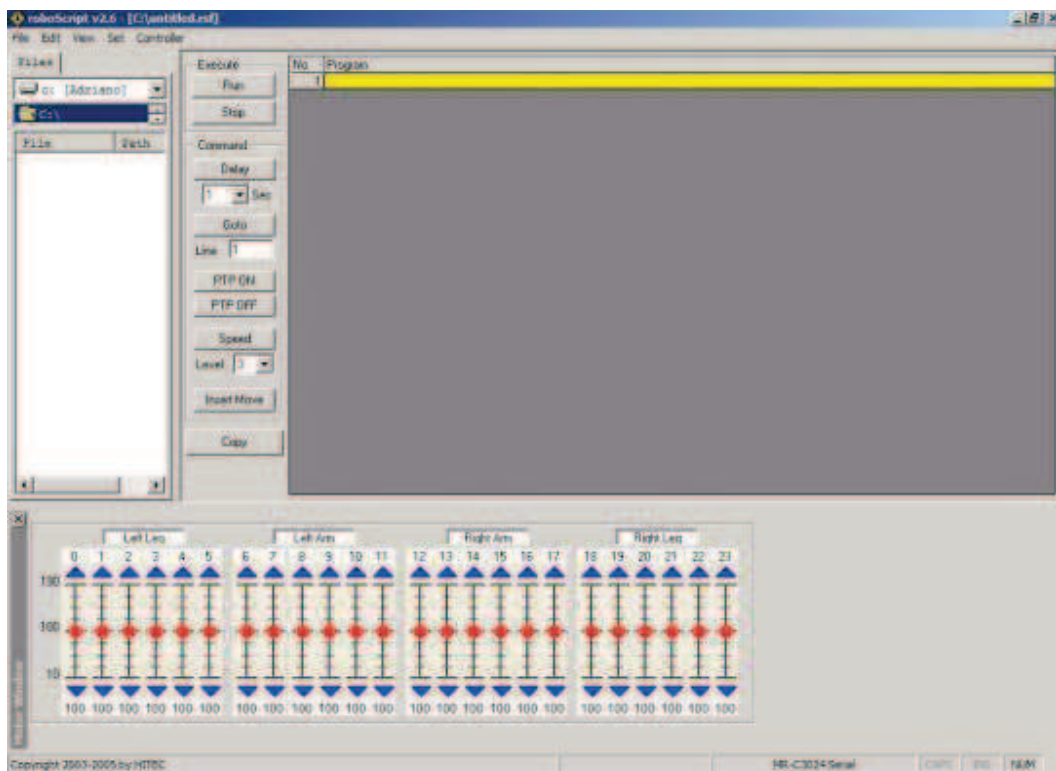 roboScript v2.6 - [C:\untitled.rsf]
File Edit View Set Controller
Files
c: [Adriano]
C:\
File Path
Execute
Run
Stop
Command
Delay
1 Sec
Goto
Line 1
PTP ON
PTP OFF
Speed
Level 3
Insert Move
Copy
No Program
1
Left Leg Left Arm Right Arm Right Leg
0 1 2 3 4 5 6 7 8 9 10 11 12 13 14 15 16 17 18 19 20 21 22 23
190
100
10
100 100 100 100 100 100 100 100 100 100 100 100 100 100 100 100 100 100 100 100 100 100 100 100
Copyright 2003-2005 by HITEC MR-C3024 Serial CAPS INS NUM